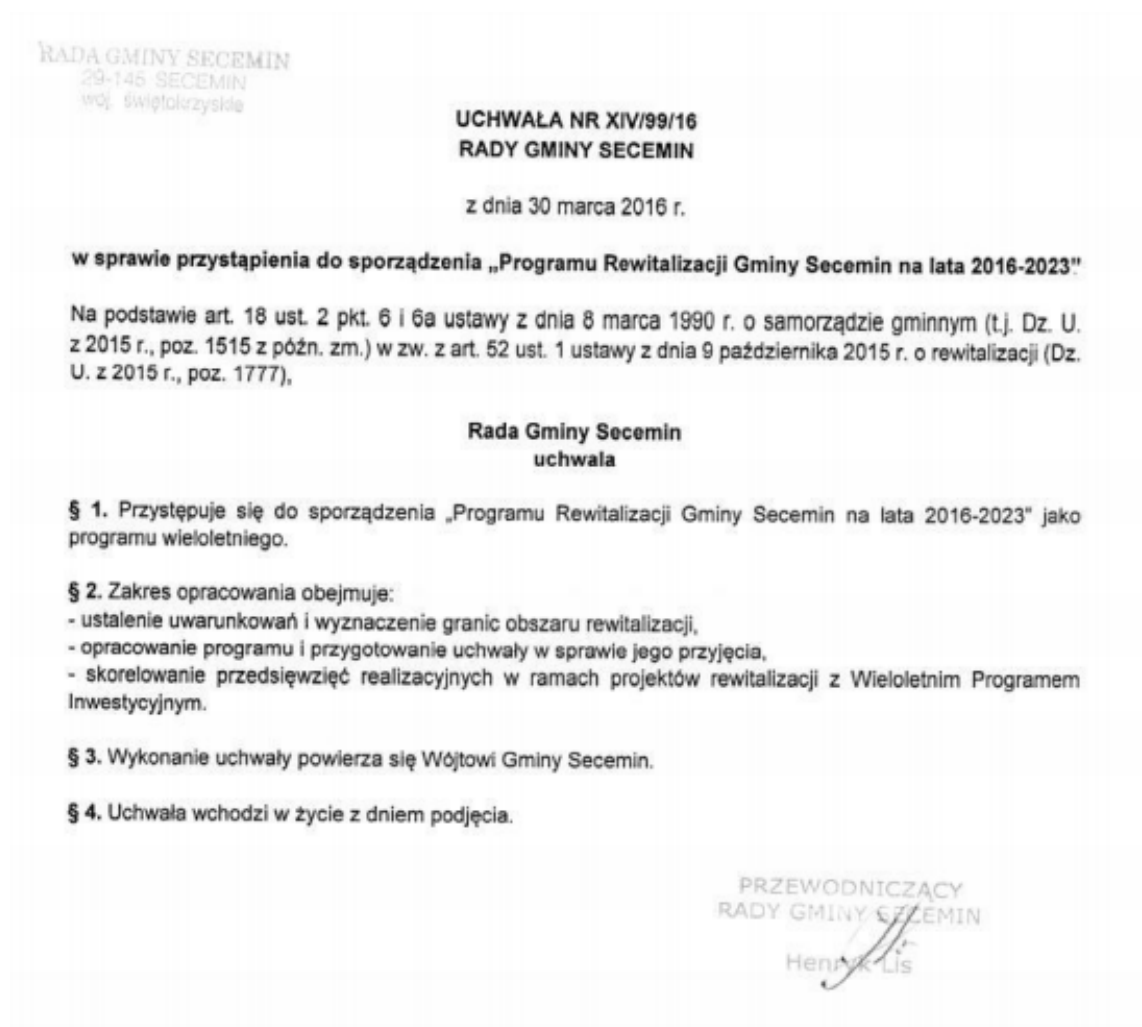 RADA GMINY SECEMIN
29-145 SECEMIN
woj. świętokrzyskie
UCHWAŁA NR XIV/99/16
RADY GMINY SECEMIN
z dnia 30 marca 2016 r.
w sprawie przystąpienia do sporządzenia „Programu Rewitalizacji Gminy Secemin na lata 2016-2023"
Na podstawie art. 18 ust. 2 pkt. 6 i 6a ustawy z dnia 8 marca 1990 r. o samorządzie gminnym (t.j. Dz. U.
z 2015 r., poz. 1515 z późn. zm.) w zw. z art. 52 ust. 1 ustawy z dnia 9 października 2015 r. o rewitalizacji (Dz.
U. z 2015 r., poz. 1777),
Rada Gminy Secemin
uchwala
§ 1. Przystępuje się do sporządzenia „Programu Rewitalizacji Gminy Secemin na lata 2016-2023" jako
programu wieloletniego.
§ 2. Zakres opracowania obejmuje:
- ustalenie uwarunkowań i wyznaczenie granic obszaru rewitalizacji,
- opracowanie programu i przygotowanie uchwały w sprawie jego przyjęcia,
- skorelowanie przedsięwzięć realizacyjnych w ramach projektów rewitalizacji z Wieloletnim Programem
Inwestycyjnym.
§ 3. Wykonanie uchwały powierza się Wójtowi Gminy Secemin.
§ 4. Uchwała wchodzi w życie z dniem podjęcia.
PRZEWODNICZĄCY
RADY GMINY SECEMIN
Henryk Lis